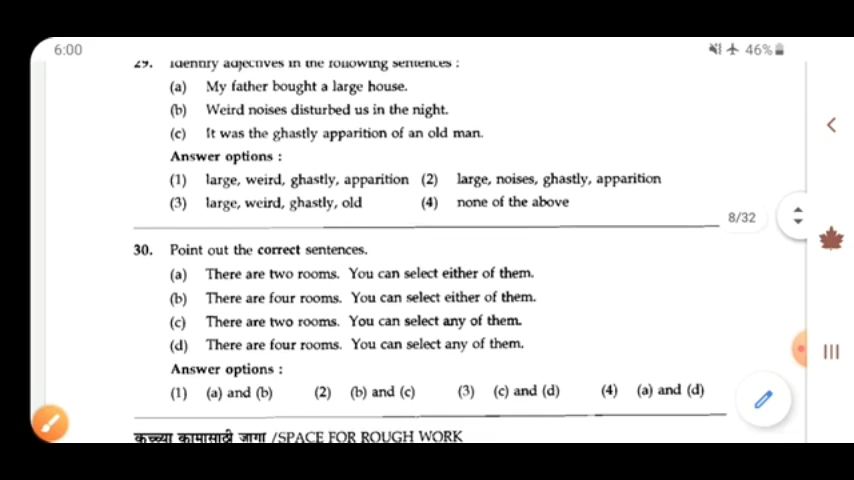 6:00
46%
29. Identify adjectives in the following sentences :
(a) My father bought a large house.
(b) Weird noises disturbed us in the night.
(c) It was the ghastly apparition of an old man.
Answer options :
(1) large, weird, ghastly, apparition (2) large, noises, ghastly, apparition
(3) large, weird, ghastly, old (4) none of the above
8/32
30. Point out the correct sentences.
(a) There are two rooms. You can select either of them.
(b) There are four rooms. You can select either of them.
(c) There are two rooms. You can select any of them.
(d) There are four rooms. You can select any of them.
Answer options :
(1) (a) and (b) (2) (b) and (c) (3) (c) and (d) (4) (a) and (d)
कच्च्या कामासाठी जागा /SPACE FOR ROUGH WORK